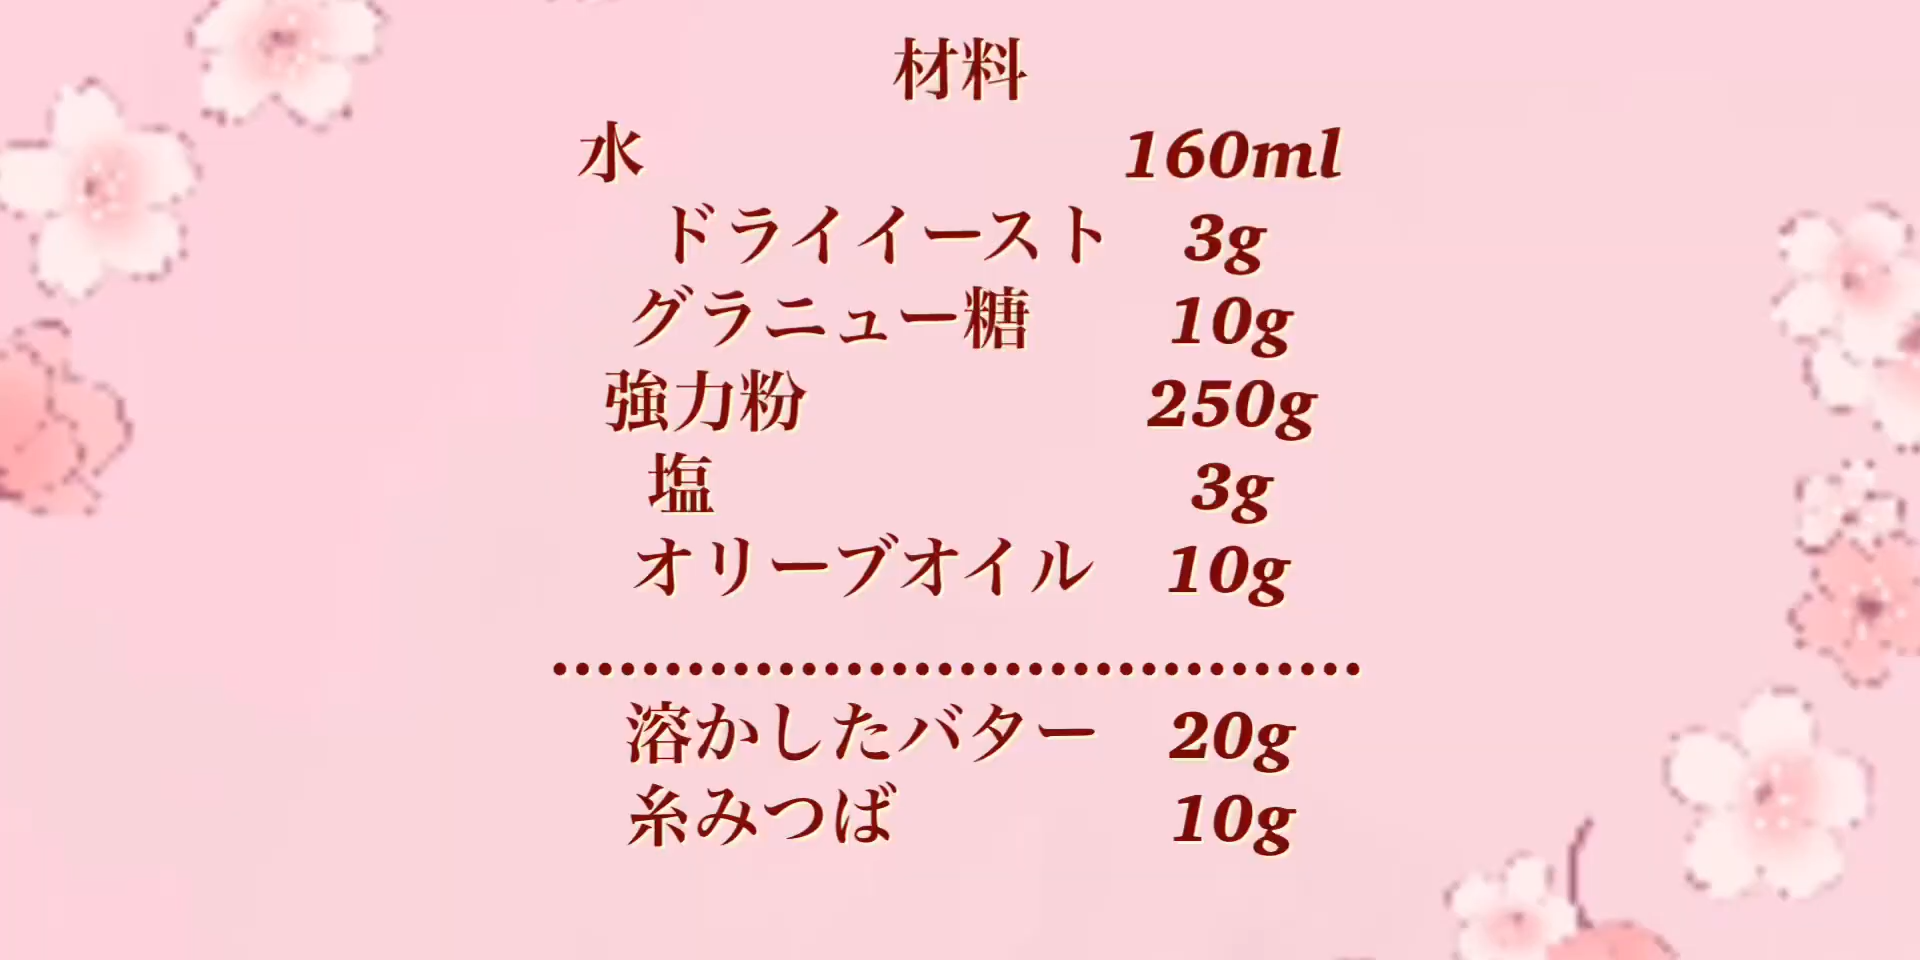 材料
水 160ml
ドライイースト 3g
グラニュー糖 10g
強力粉 250g
塩 3g
オリーブオイル 10g
....................................
溶かしたバター 20g
糸みつば 10g